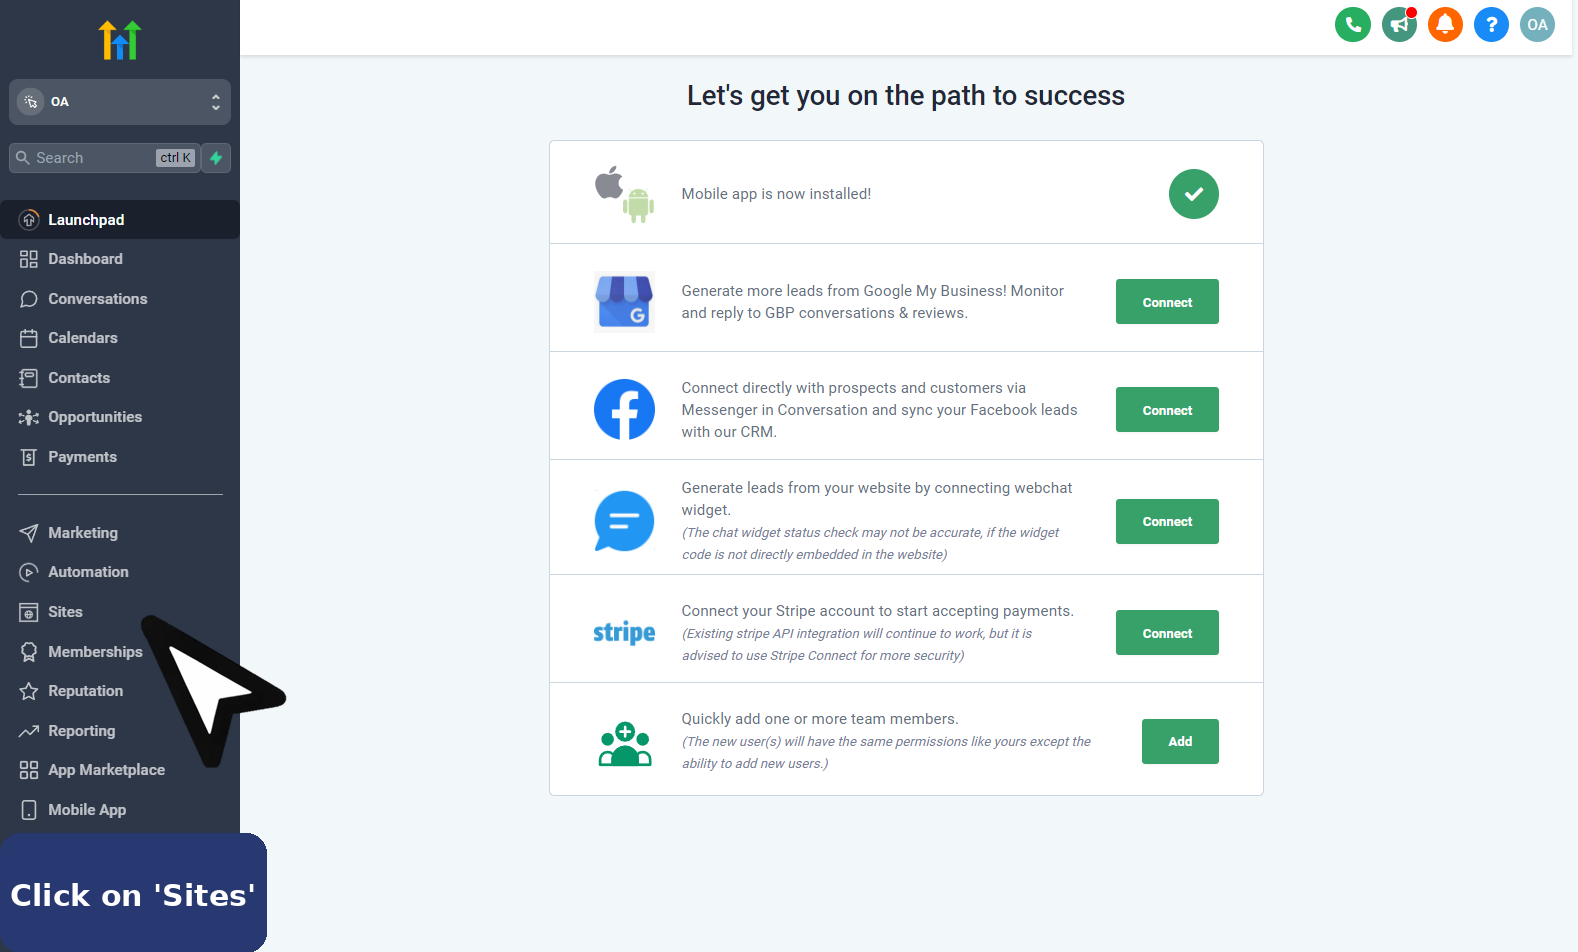 OA
OA
Search
ctrl K
Launchpad
Dashboard
Conversations
Calendars
Contacts
Opportunities
Payments
Marketing
Automation
Sites
Memberships
Reputation
Reporting
App Marketplace
Mobile App
Click on 'Sites'
Let's get you on the path to success
Mobile app is now installed!
Generate more leads from Google My Business! Monitor
and reply to GBP conversations & reviews.
Connect
Connect directly with prospects and customers via
Messenger in Conversation and sync your Facebook leads
with our CRM.
Connect
Generate leads from your website by connecting webchat
widget.
(The chat widget status check may not be accurate, if the widget
code is not directly embedded in the website)
Connect
stripe
Connect your Stripe account to start accepting payments.
(Existing stripe API integration will continue to work, but it is
advised to use Stripe Connect for more security)
Connect
Quickly add one or more team members.
(The new user(s) will have the same permissions like yours except the
ability to add new users.)
Add